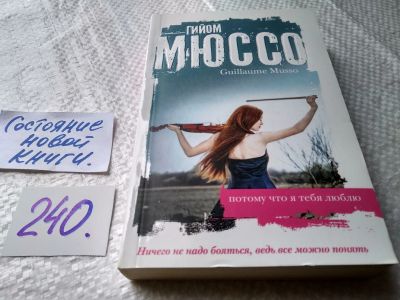 ГИЙОМ
МЮССО
Guillaume Musso
потому что я тебя люблю
Ничего не надо бояться, ведь все можно понять
Состояние
новой
книги.
240.